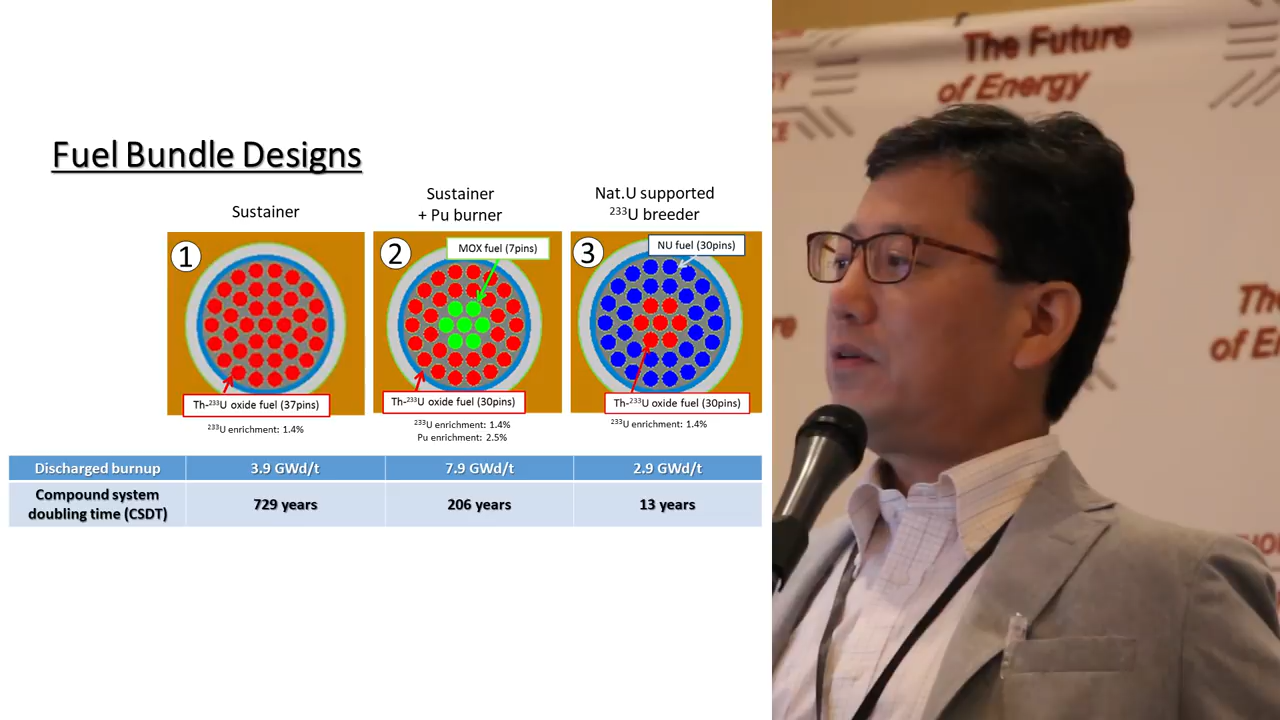 Fuel Bundle Designs
Sustainer
Sustainer
+ Pu burner
Nat.U supported
²³³U breeder
1
2
3
MOX fuel (7pins)
NU fuel (30pins)
Th-²³³U oxide fuel (37pins)
Th-²³³U oxide fuel (30pins)
Th-²³³U oxide fuel (30pins)
²³³U enrichment: 1.4%
²³³U enrichment: 1.4%
Pu enrichment: 2.5%
²³³U enrichment: 1.4%
Discharged burnup 3.9 GWd/t 7.9 GWd/t 2.9 GWd/t
Compound system
doubling time (CSDT) 729 years 206 years 13 years
The Future
of Energy
of